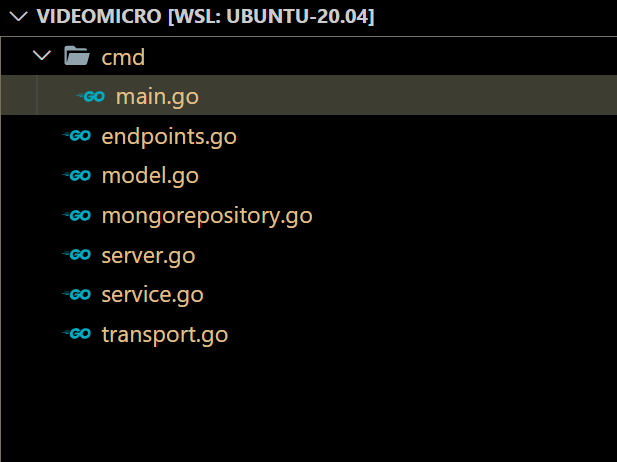 VIDEOMICRO [WSL: UBUNTU-20.04]
cmd
GO main.go
GO endpoints.go
GO model.go
GO mongorepository.go
GO server.go
GO service.go
GO transport.go